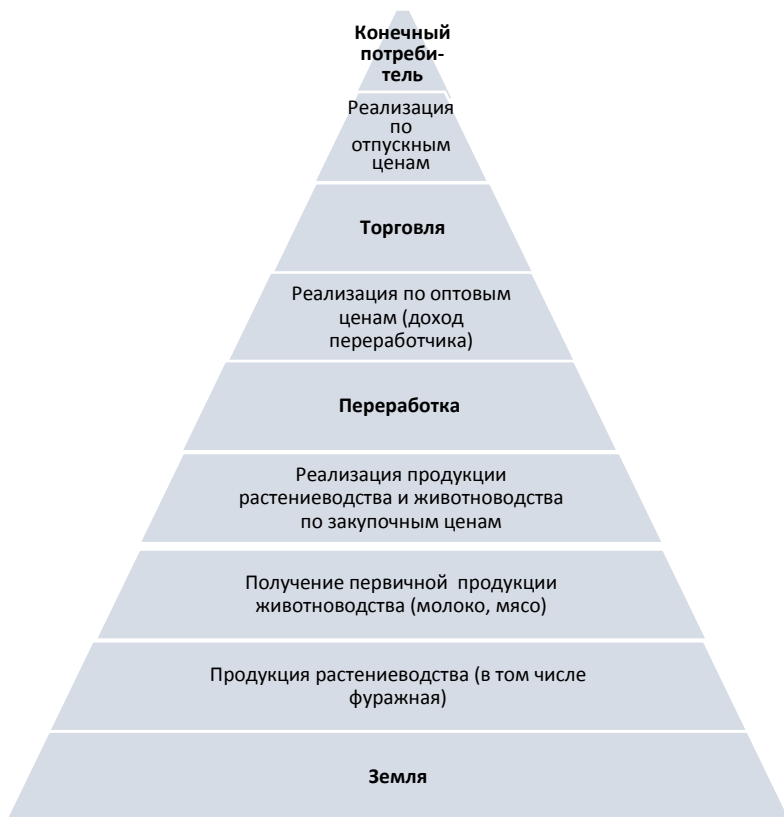 Конечный
потреби-
тель
Реализация
по
отпускным
ценам
Торговля
Реализация по оптовым
ценам (доход
переработчика)
Переработка
Реализация продукции
растениеводства и животноводства
по закупочным ценам
Получение первичной продукции
животноводства (молоко, мясо)
Продукция растениеводства (в том числе
фуражная)
Земля